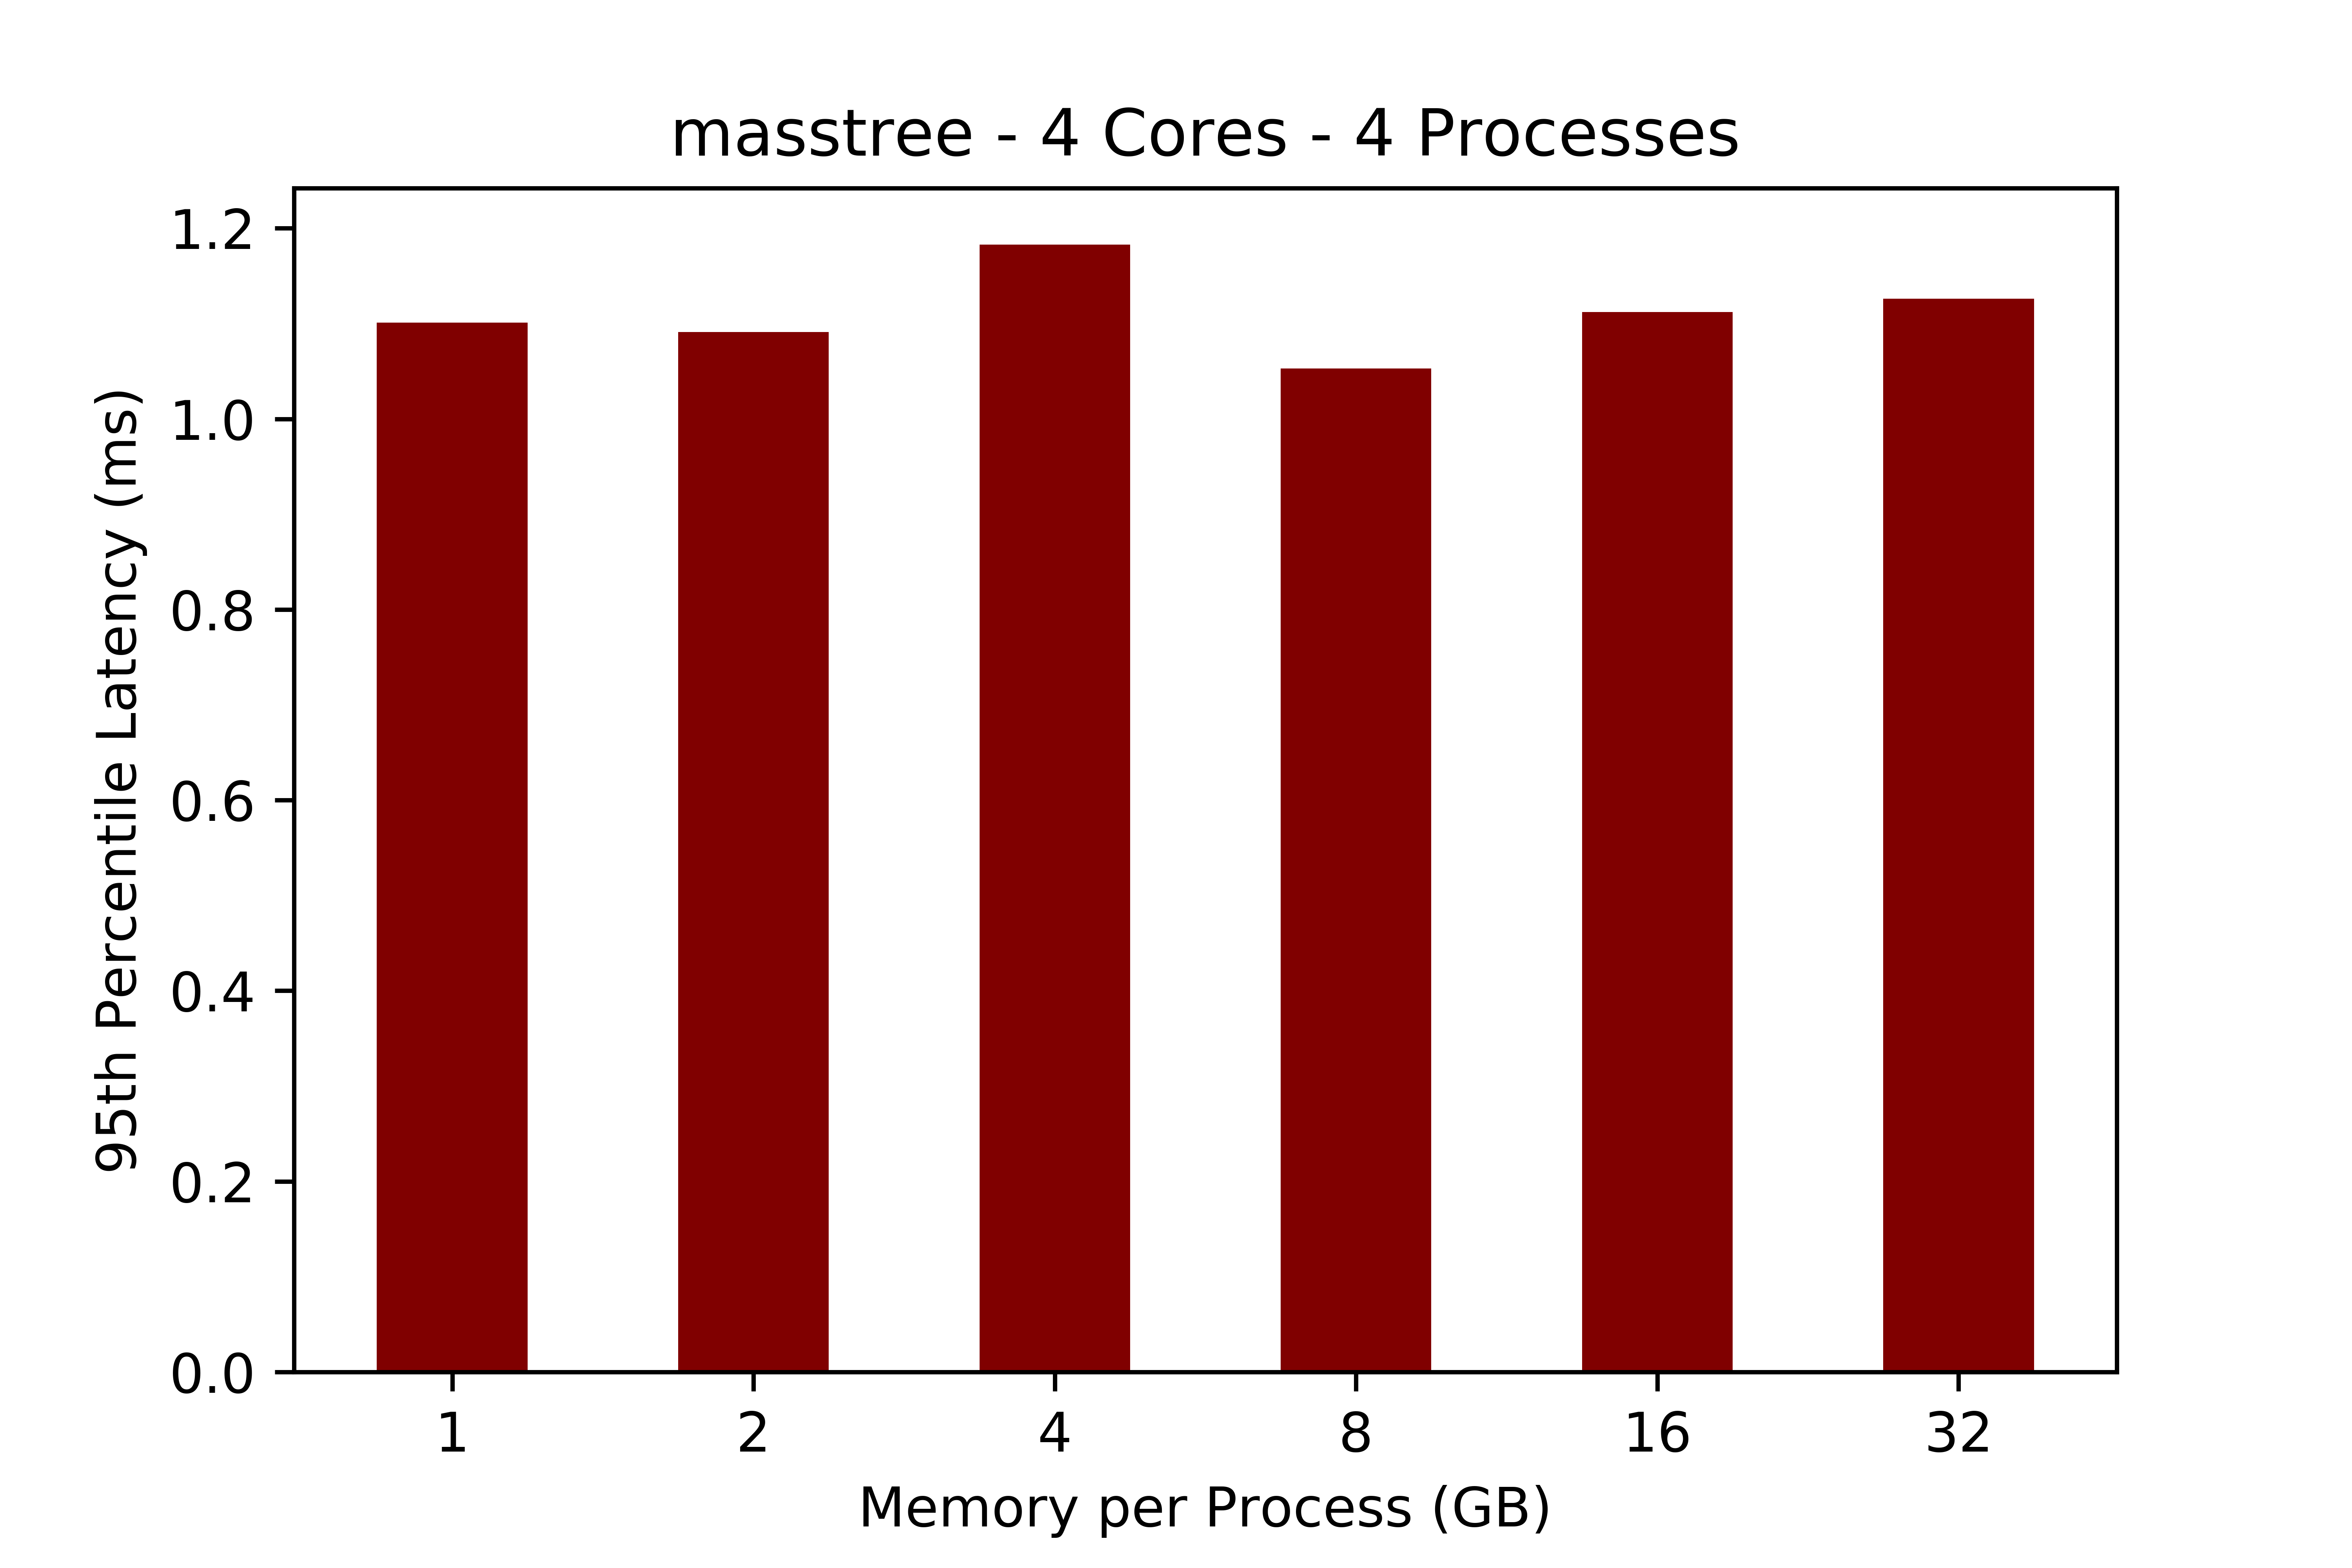 masstree - 4 Cores - 4 Processes
95th Percentile Latency (ms)
1.2
1.0
0.8
0.6
0.4
0.2
0.0
1 2 4 8 16 32
Memory per Process (GB)